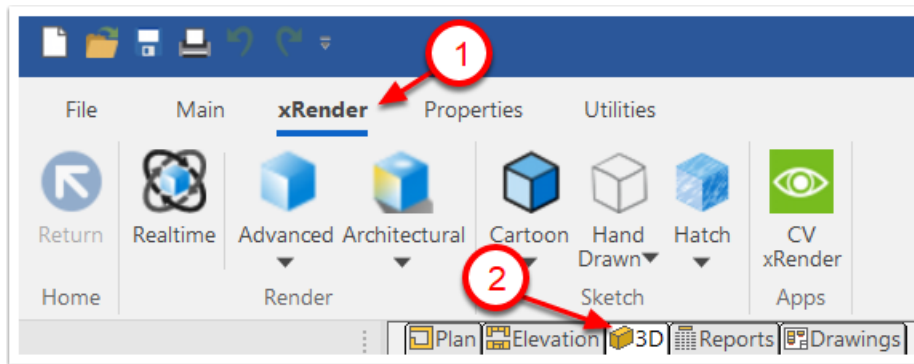 1
File Main xRender Properties Utilities
Return Realtime Advanced Architectural Cartoon Hand Drawn Hatch CV xRender
2
Home Render Sketch Apps
Plan Elevation 3D Reports Drawings